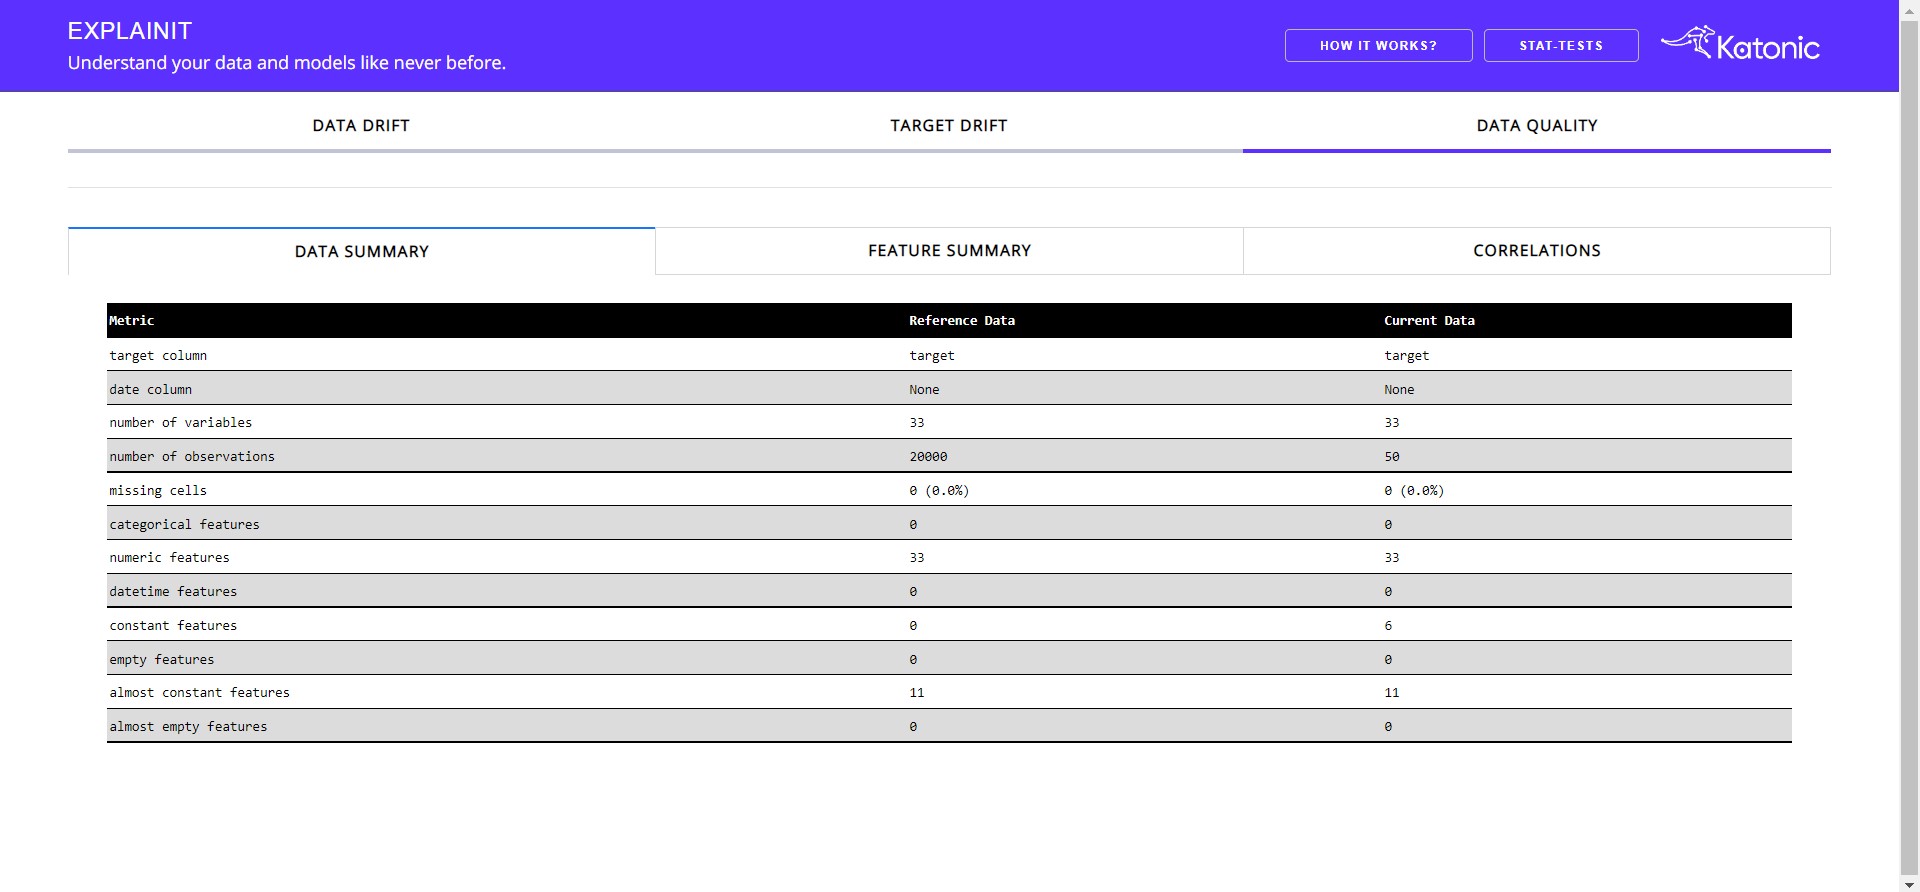 EXPLAINIT
Understand your data and models like never before.
HOW IT WORKS? STAT-TESTS Katonic
DATA DRIFT TARGET DRIFT DATA QUALITY
DATA SUMMARY FEATURE SUMMARY CORRELATIONS
Metric Reference Data Current Data
target column target target
date column None None
number of variables 33 33
number of observations 20000 50
missing cells 0 (0.0%) 0 (0.0%)
categorical features 0 0
numeric features 33 33
datetime features 0 0
constant features 0 6
empty features 0 0
almost constant features 11 11
almost empty features 0 0